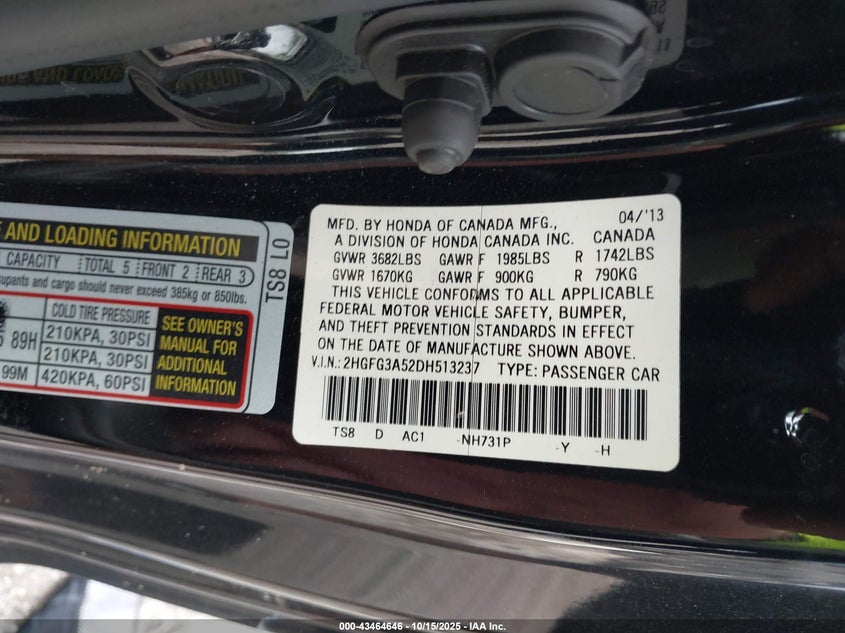 E AND LOADING INFORMATION
CAPACITY TOTAL 5 FRONT 2 REAR 3
upants and cargo should never exceed 385kg or 850lbs.
COLD TIRE PRESSURE
89H 210KPA, 30PSI
210KPA, 30PSI
99M 420KPA, 60PSI
SEE OWNER'S
MANUAL FOR
ADDITIONAL
INFORMATION
TS8 L0
04/'13
MFD. BY HONDA OF CANADA MFG.,
A DIVISION OF HONDA CANADA INC. CANADA
GVWR 3682LBS GAWR F 1985LBS R 1742LBS
GVWR 1670KG GAWR F 900KG R 790KG
THIS VEHICLE CONFORMS TO ALL APPLICABLE
FEDERAL MOTOR VEHICLE SAFETY, BUMPER,
AND THEFT PREVENTION STANDARDS IN EFFECT
ON THE DATE OF MANUFACTURE SHOWN ABOVE.
V.I.N.: 2HGFG3A52DH513237 TYPE: PASSENGER CAR
TS8 D AC1 -NH731P -Y -H
000-43464646 - 10/15/2025 - IAA Inc.